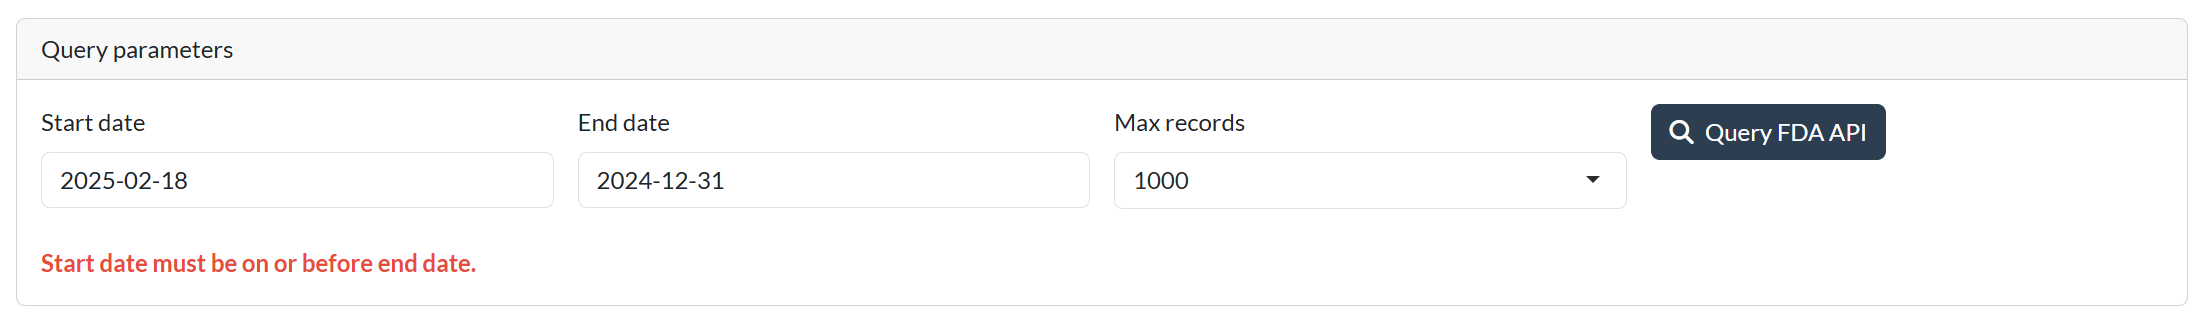 Query parameters
Start date
End date
Max records
Query FDA API
2025-02-18
2024-12-31
1000
Start date must be on or before end date.